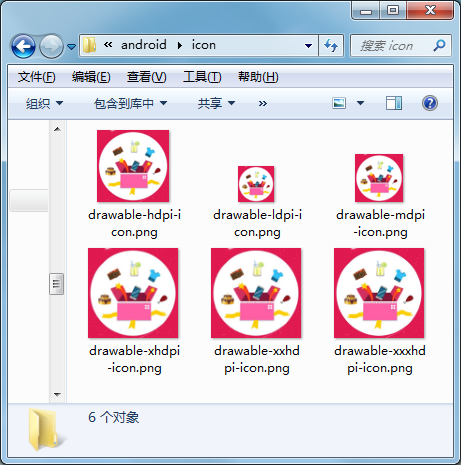 android icon
搜索 icon
文件(F) 编辑(E) 查看(V) 工具(T) 帮助(H)
组织 包含到库中 共享 »
drawable-hdpi-i
con.png
drawable-ldpi-i
con.png
drawable-mdpi
-icon.png
drawable-xhdpi
-icon.png
drawable-xxhd
pi-icon.png
drawable-xxxhd
pi-icon.png
6 个对象